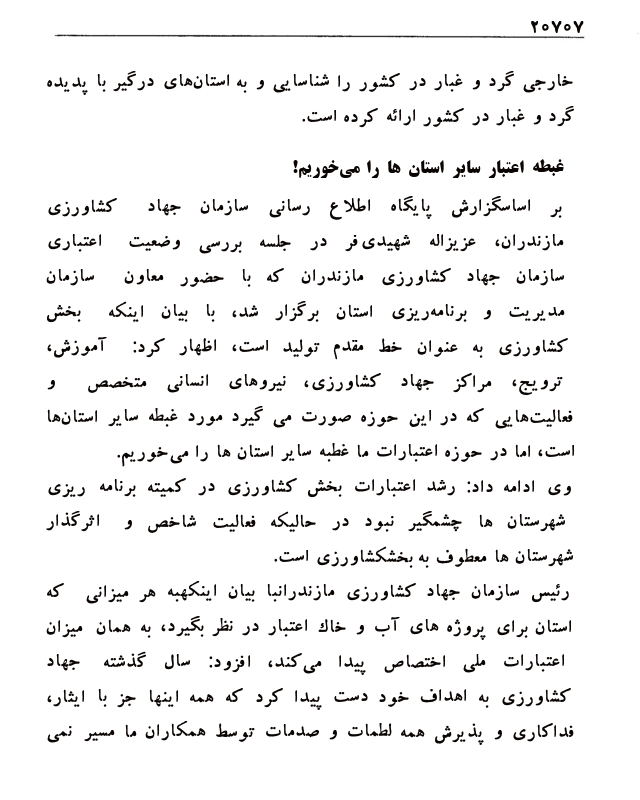 ۲۰۷۰۷
خارجی گرد و غبار در کشور را شناسایی و به استان‌های درگیر با پدیده
گرد و غبار در کشور ارائه کرده است.
غبطه اعتبار سایر استان ها را می‌خوریم!
بر اساسگزارش پایگاه اطلاع رسانی سازمان جهاد کشاورزی
مازندران، عزیزاله شهیدی‌فر در جلسه بررسی وضعیت اعتباری
سازمان جهاد کشاورزی مازندران که با حضور معاون سازمان
مدیریت و برنامه‌ریزی استان برگزار شد، با بیان اینکه بخش
کشاورزی به عنوان خط مقدم تولید است، اظهار کرد: آموزش،
ترویج، مراکز جهاد کشاورزی، نیروهای انسانی متخصص و
فعالیت‌هایی که در این حوزه صورت می گیرد مورد غبطه سایر استان‌ها
است، اما در حوزه اعتبارات ما غطبه سایر استان ها را می‌خوریم.
وی ادامه داد: رشد اعتبارات بخش کشاورزی در کمیته برنامه ریزی
شهرستان ها چشمگیر نبود در حالیکه فعالیت شاخص و اثرگذار
شهرستان ها معطوف به بخشکشاورزی است.
رئیس سازمان جهاد کشاورزی مازندرانبا بیان اینکهبه هر میزانی که
استان برای پروژه های آب و خاك اعتبار در نظر بگیرد، به همان میزان
اعتبارات ملی اختصاص پیدا می‌کند، افزود: سال گذشته جهاد
کشاورزی به اهداف خود دست پیدا کرد که همه اینها جز با ایثار،
فداکاری و پذیرش همه لطمات و صدمات توسط همکاران ما مسیر نمی